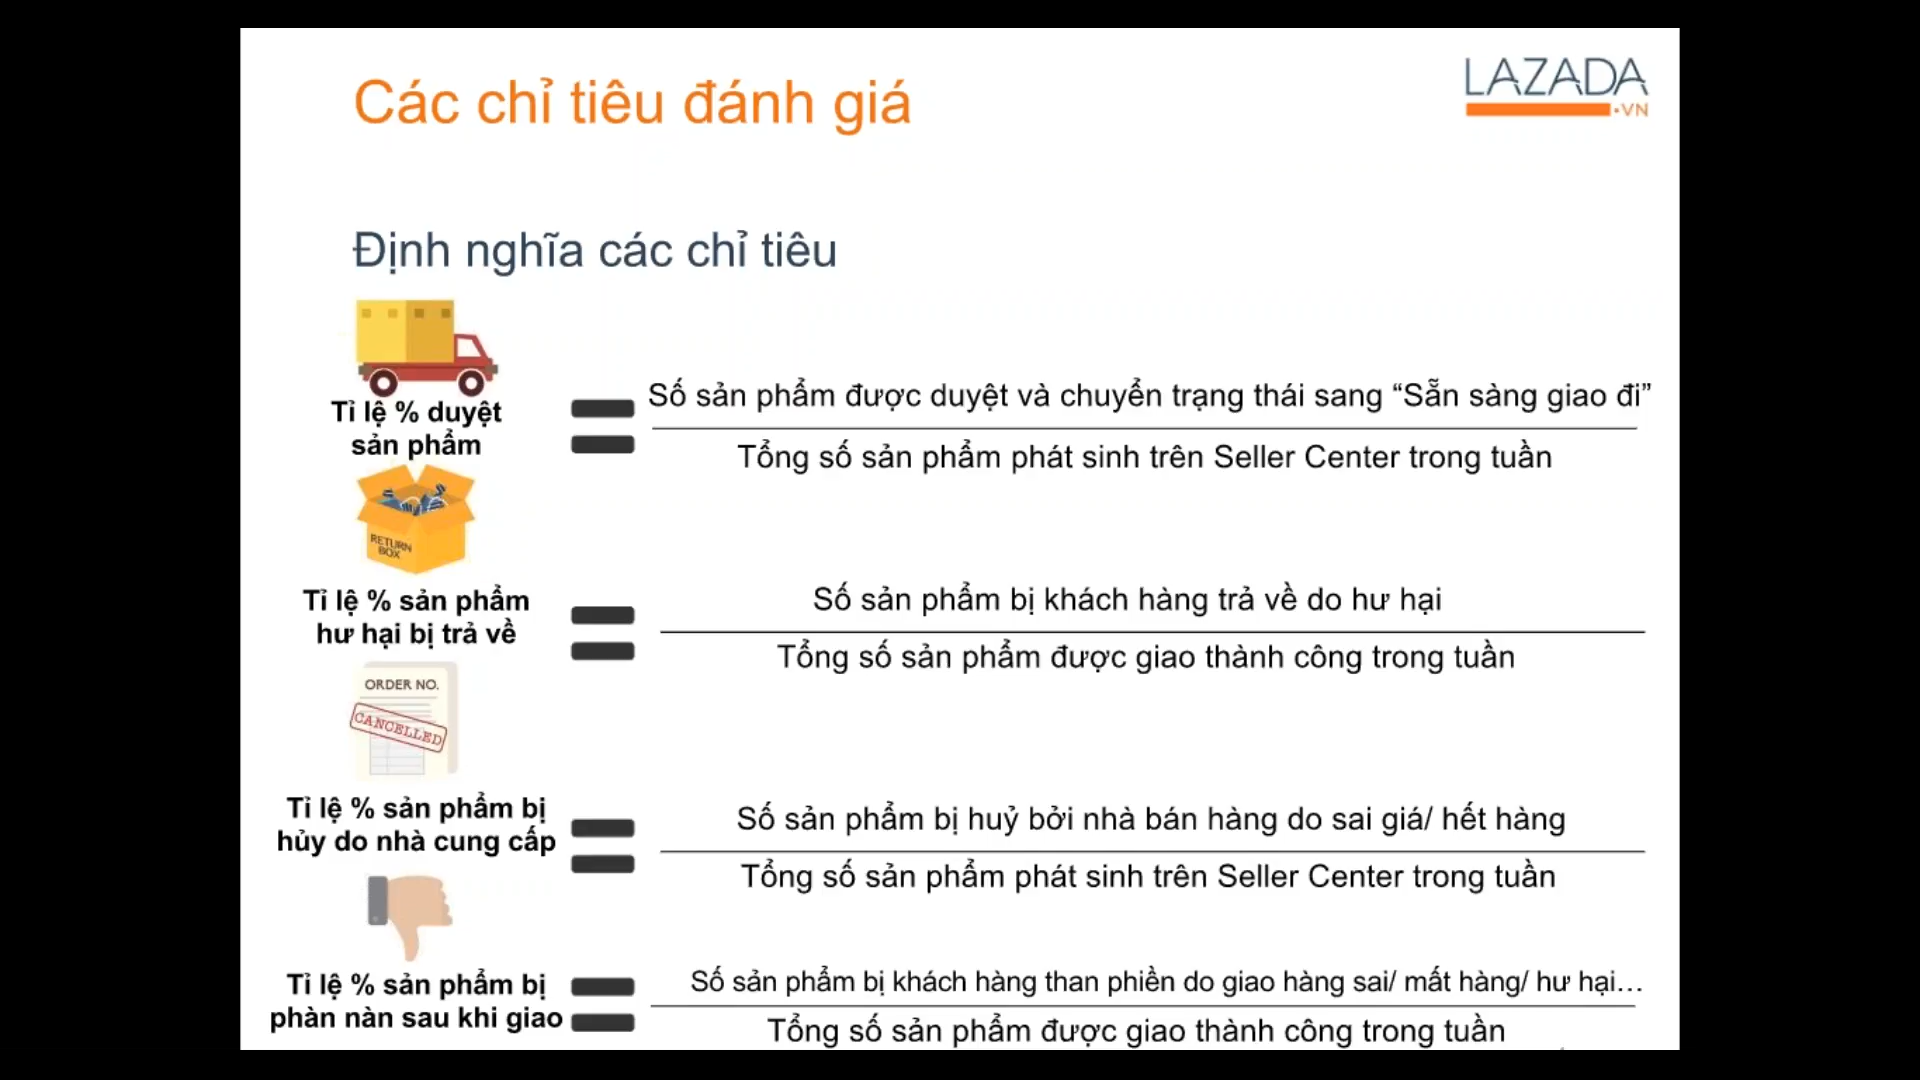 Các chỉ tiêu đánh giá
LAZADA
.VN
Định nghĩa các chỉ tiêu
Tỉ lệ % duyệt
sản phẩm
Số sản phẩm được duyệt và chuyển trạng thái sang “Sẵn sàng giao đi”
Tổng số sản phẩm phát sinh trên Seller Center trong tuần
RETURN
BOX
Tỉ lệ % sản phẩm
hư hại bị trả về
Số sản phẩm bị khách hàng trả về do hư hại
Tổng số sản phẩm được giao thành công trong tuần
ORDER NO.
CANCELLED
Tỉ lệ % sản phẩm bị
hủy do nhà cung cấp
Số sản phẩm bị huỷ bởi nhà bán hàng do sai giá/ hết hàng
Tổng số sản phẩm phát sinh trên Seller Center trong tuần
Tỉ lệ % sản phẩm bị
phàn nàn sau khi giao
Số sản phẩm bị khách hàng than phiền do giao hàng sai/ mất hàng/ hư hại...
Tổng số sản phẩm được giao thành công trong tuần